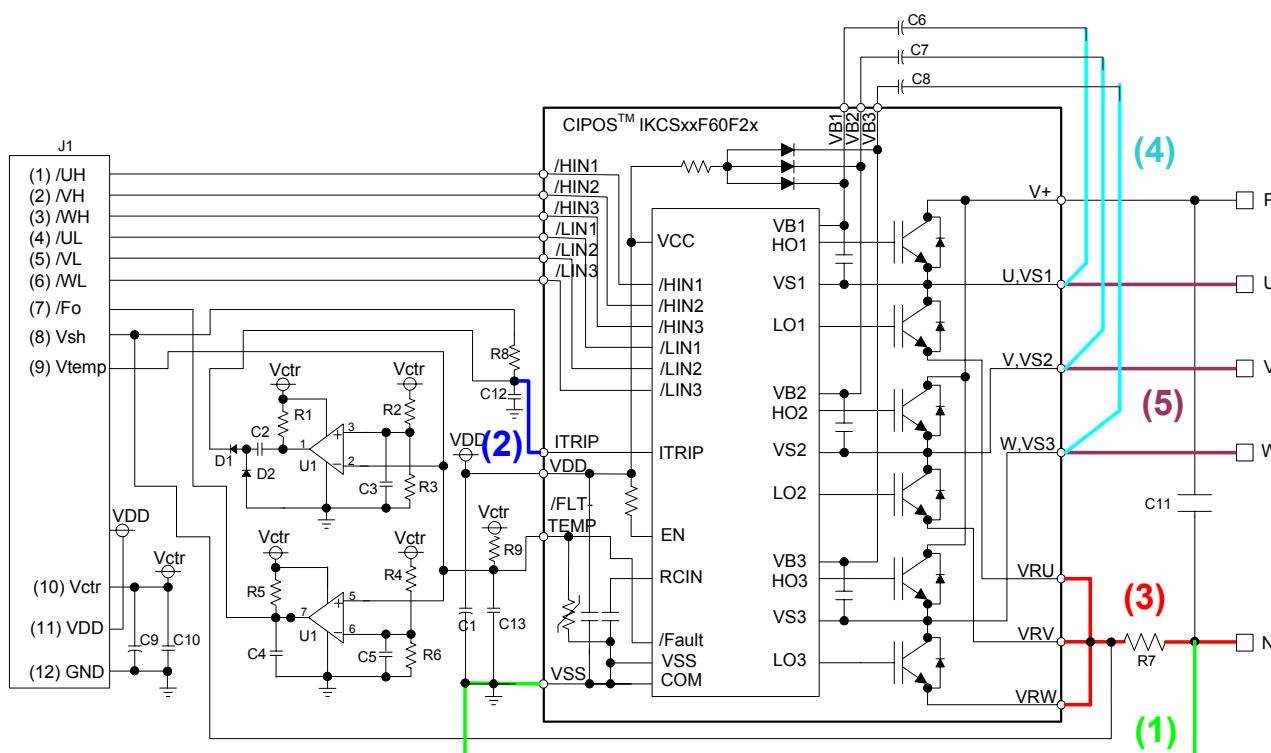 C6
C7
C8
CIPOS™ IKCSxxF60F2x
VB1
VB2
VB3
(4)
J1
(1) /UH
(2) /VH
(3) /WH
(4) /UL
(5) /VL
(6) /WL
(7) /Fo
(8) Vsh
(9) Vtemp
/HIN1
/HIN2
/HIN3
/LIN1
/LIN2
/LIN3
VCC
/HIN1
/HIN2
/HIN3
/LIN1
/LIN2
/LIN3
VB1
HO1
VS1
LO1
VB2
HO2
VS2
LO2
VB3
HO3
VS3
LO3
V+
U,VS1
U
V,VS2
V
(5)
W,VS3
W
C11
R8
C12
Vctr
Vctr
R1
R2
C2
1
3
2
U1
D1
D2
C3
R3
VDD
(2)
ITRIP
ITRIP
VDD
/FLT-
TEMP
EN
RCIN
/Fault
VSS
COM
VSS
Vctr
R9
C1
C13
VDD
Vctr
(10) Vctr
(11) VDD
(12) GND
C9
C10
Vctr
Vctr
R5
R4
7
5
6
U1
C4
C5
R6
VRU
(3)
VRV
R7
N
VRW
(1)